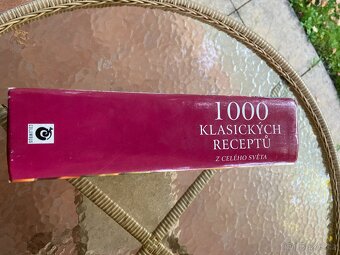 1000
KLASICKÝCH
RECEPTŮ
Z CELÉHO SVĚTA